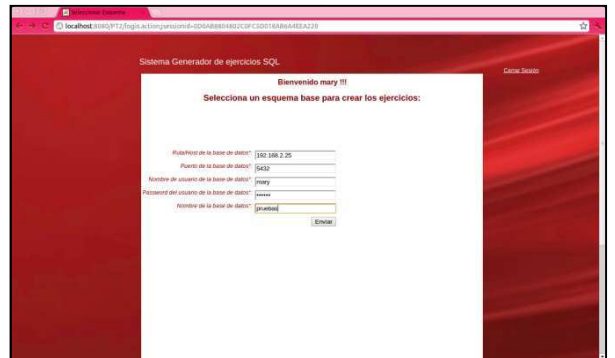 Seleccionar Esquema
Sistema Generador de ejercicios SQL
Cerrar Sesión
Bienvenido mary !!!
Selecciona un esquema base para crear los ejercicios:
Ruta/Host de la base de datos* 192.168.2.25
Puerto de la base de datos* 5432
Nombre de usuario de la base de datos* mary
Password del usuario de la base de datos* ••••••
Nombre de la base de datos* pruebas
Enviar